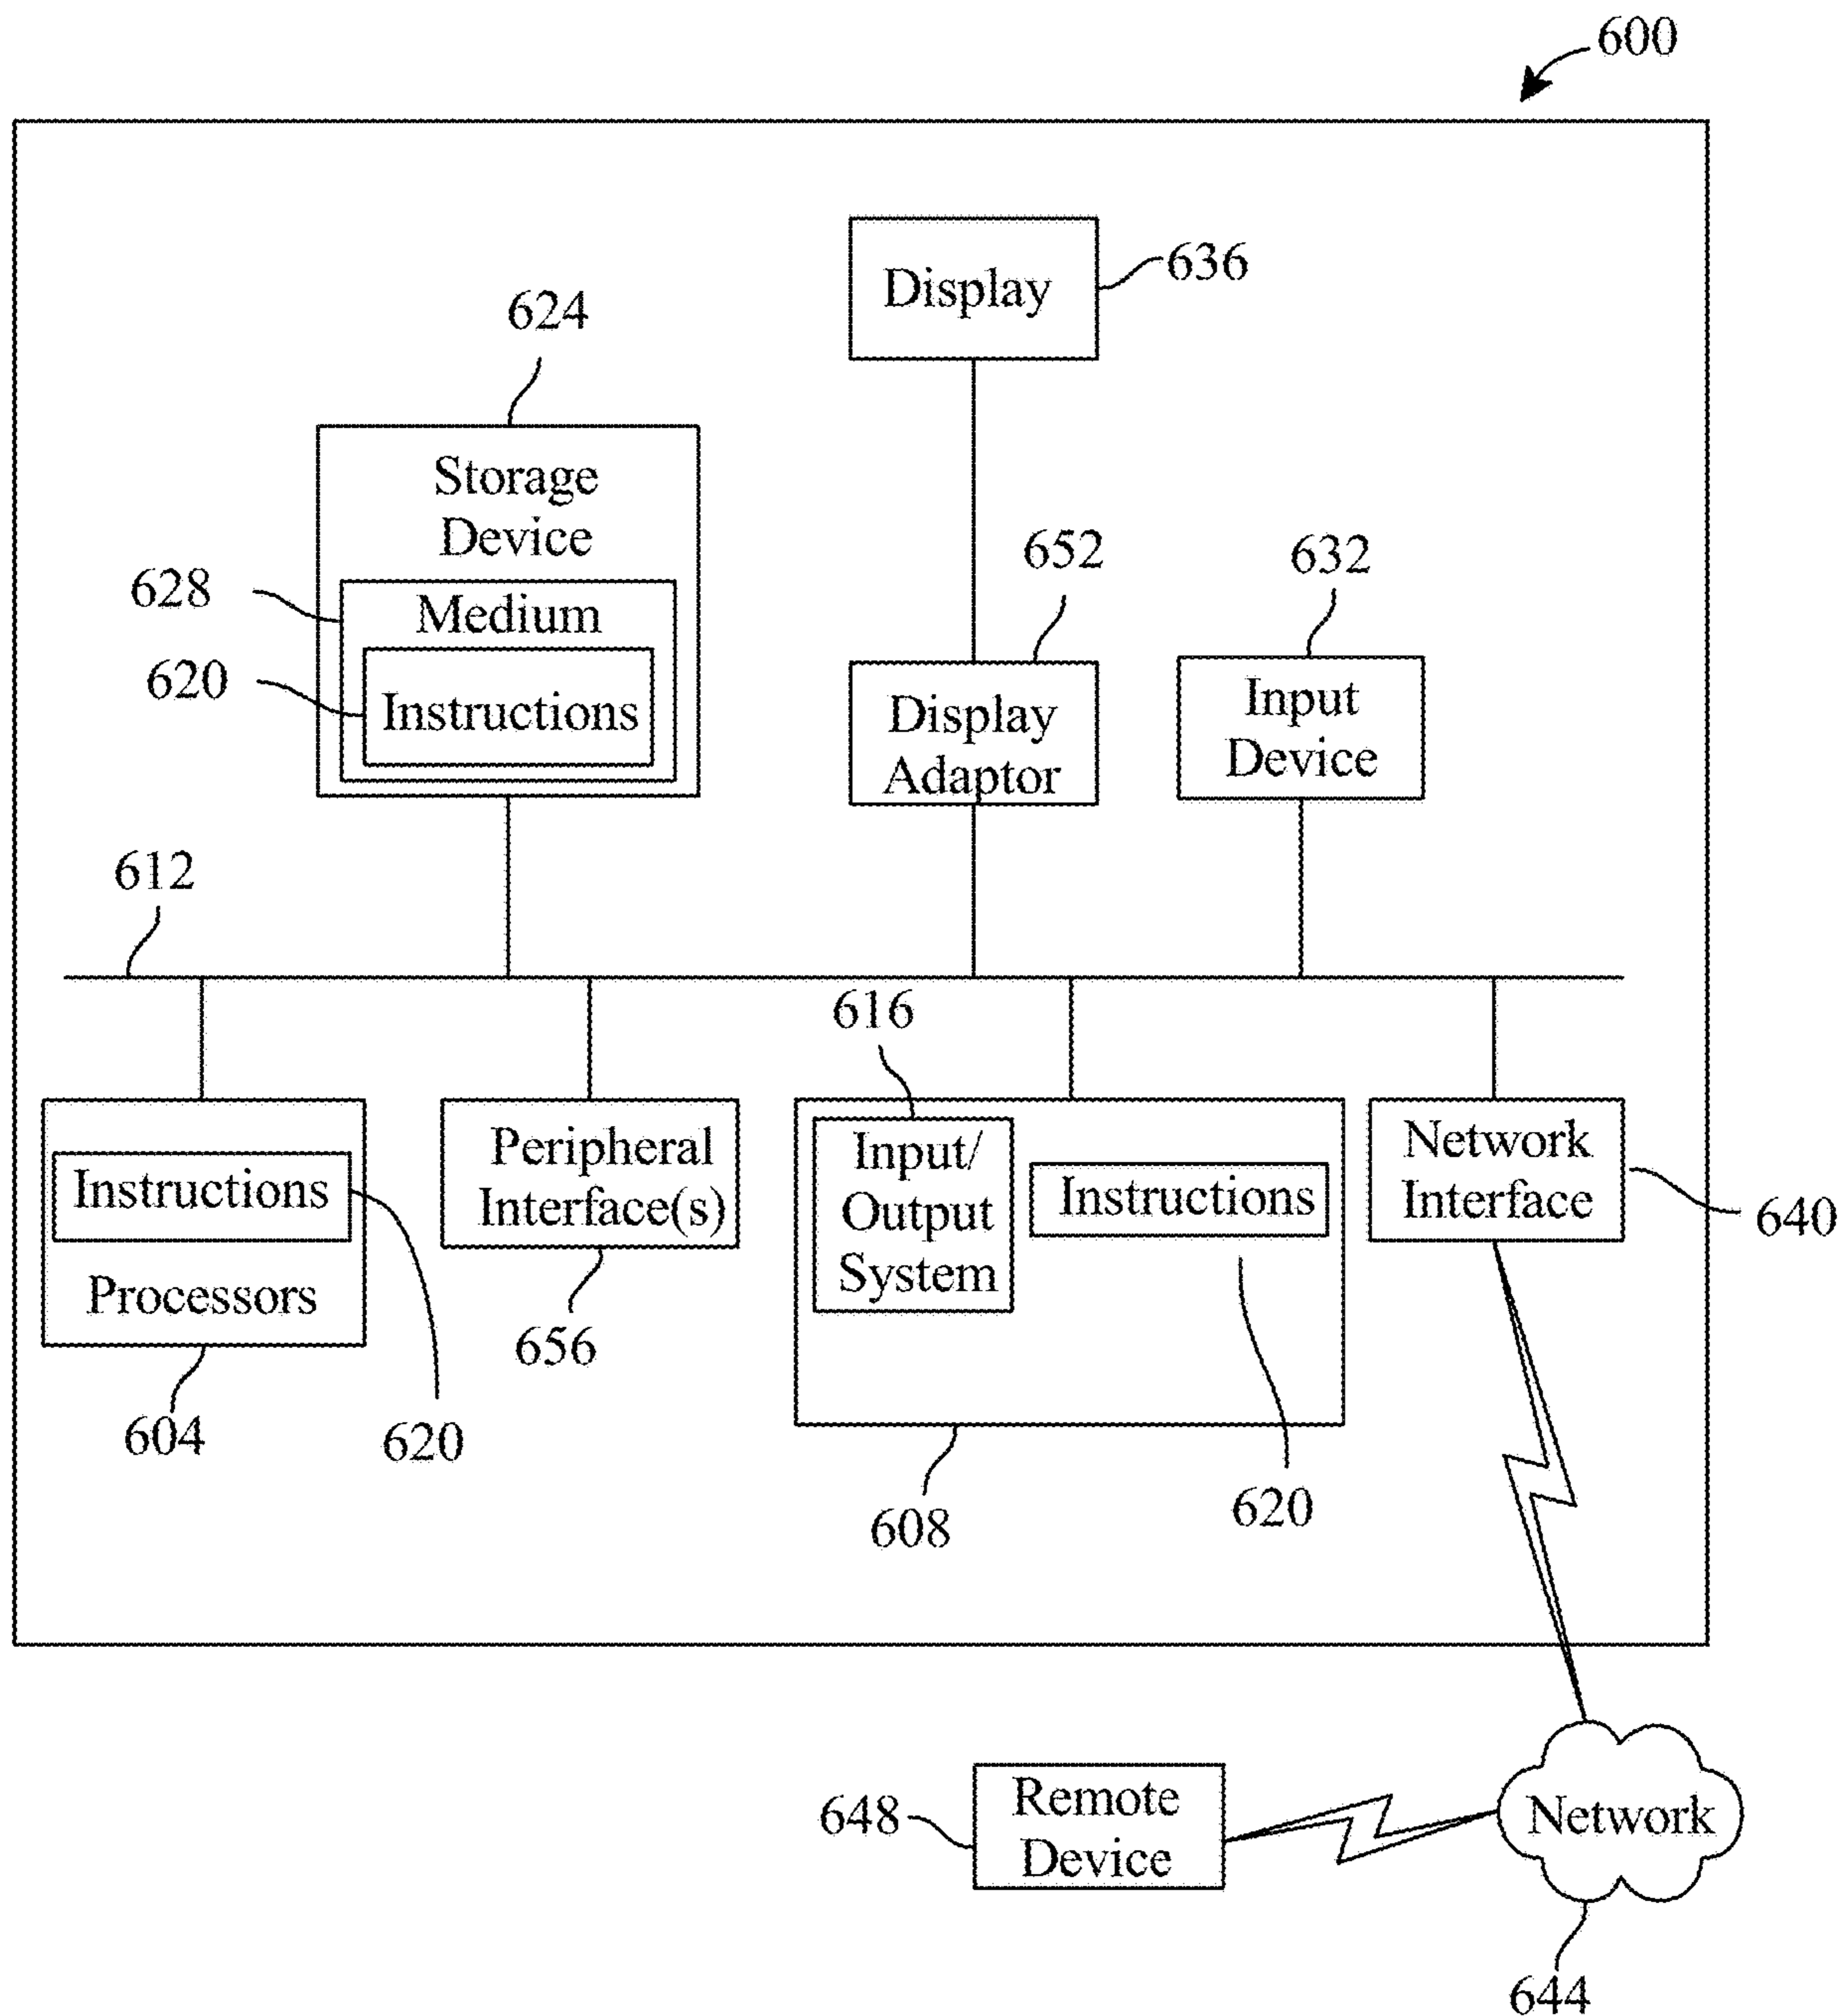 600
Display
636
624
Storage
Device
628
Medium
620
Instructions
652
Display
Adaptor
632
Input
Device
612
616
Instructions
Processors
604
620
Peripheral
Interface(s)
656
Input/
Output
System
Instructions
608
620
Network
Interface
640
648
Remote
Device
Network
644